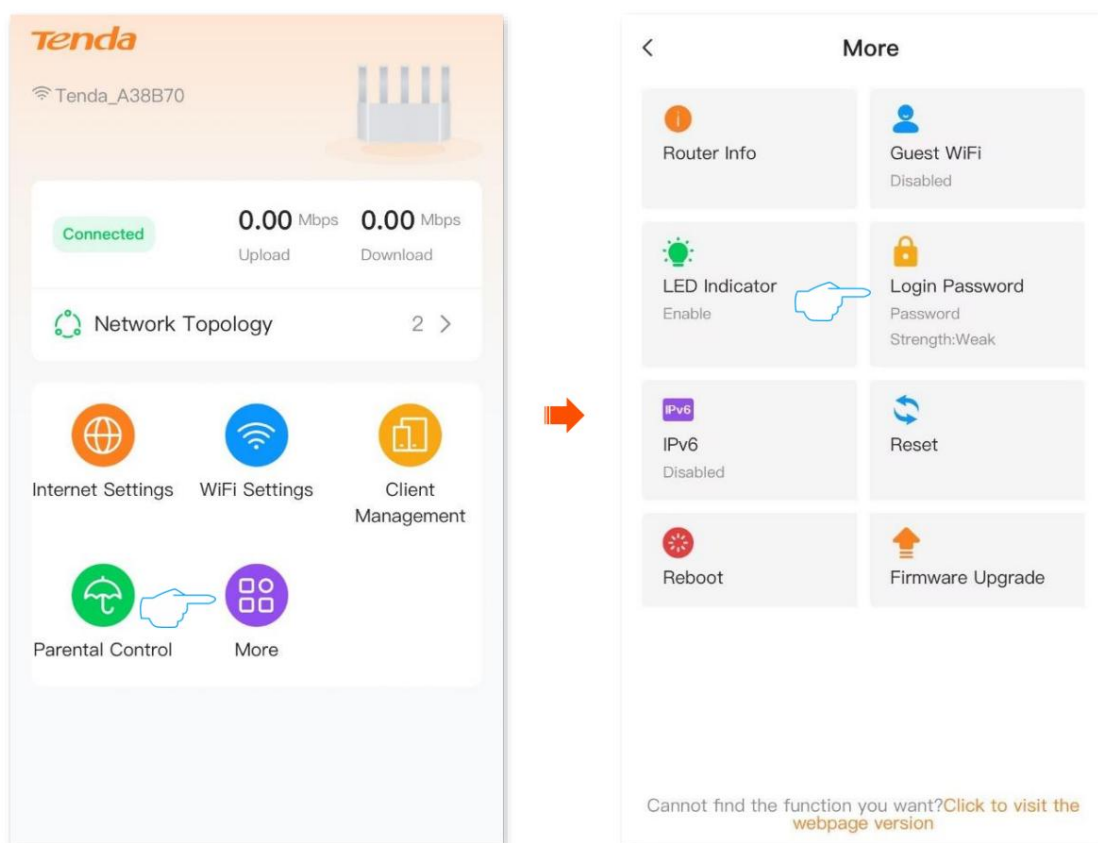 Tenda
Tenda_A38B70
Connected
0.00 Mbps
Upload
0.00 Mbps
Download
Network Topology
2
Internet Settings
WiFi Settings
Client
Management
Parental Control
More
More
Router Info
Guest WiFi
Disabled
LED Indicator
Enable
Login Password
Password
Strength:Weak
IPv6
IPv6
Disabled
Reset
Reboot
Firmware Upgrade
Cannot find the function you want?Click to visit the
webpage version